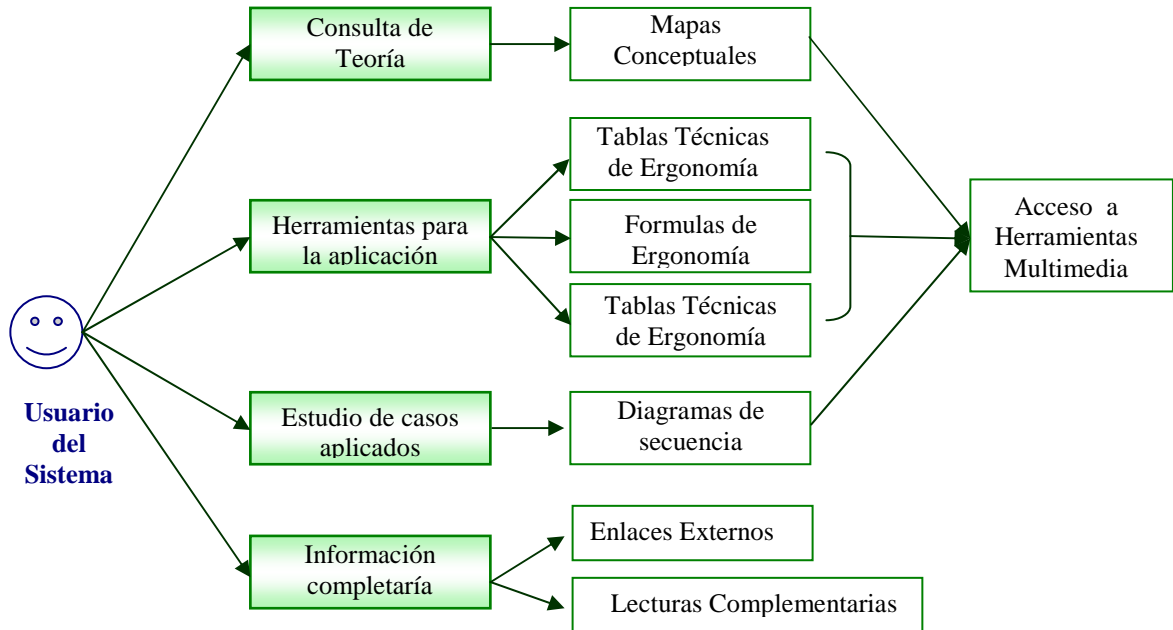 Consulta de
Teoría
Mapas
Conceptuales
Tablas Técnicas
de Ergonomía
Herramientas para
la aplicación
Formulas de
Ergonomía
Tablas Técnicas
de Ergonomía
Acceso a
Herramientas
Multimedia
Usuario
del
Sistema
Estudio de casos
aplicados
Diagramas de
secuencia
Información
completaría
Enlaces Externos
Lecturas Complementarias